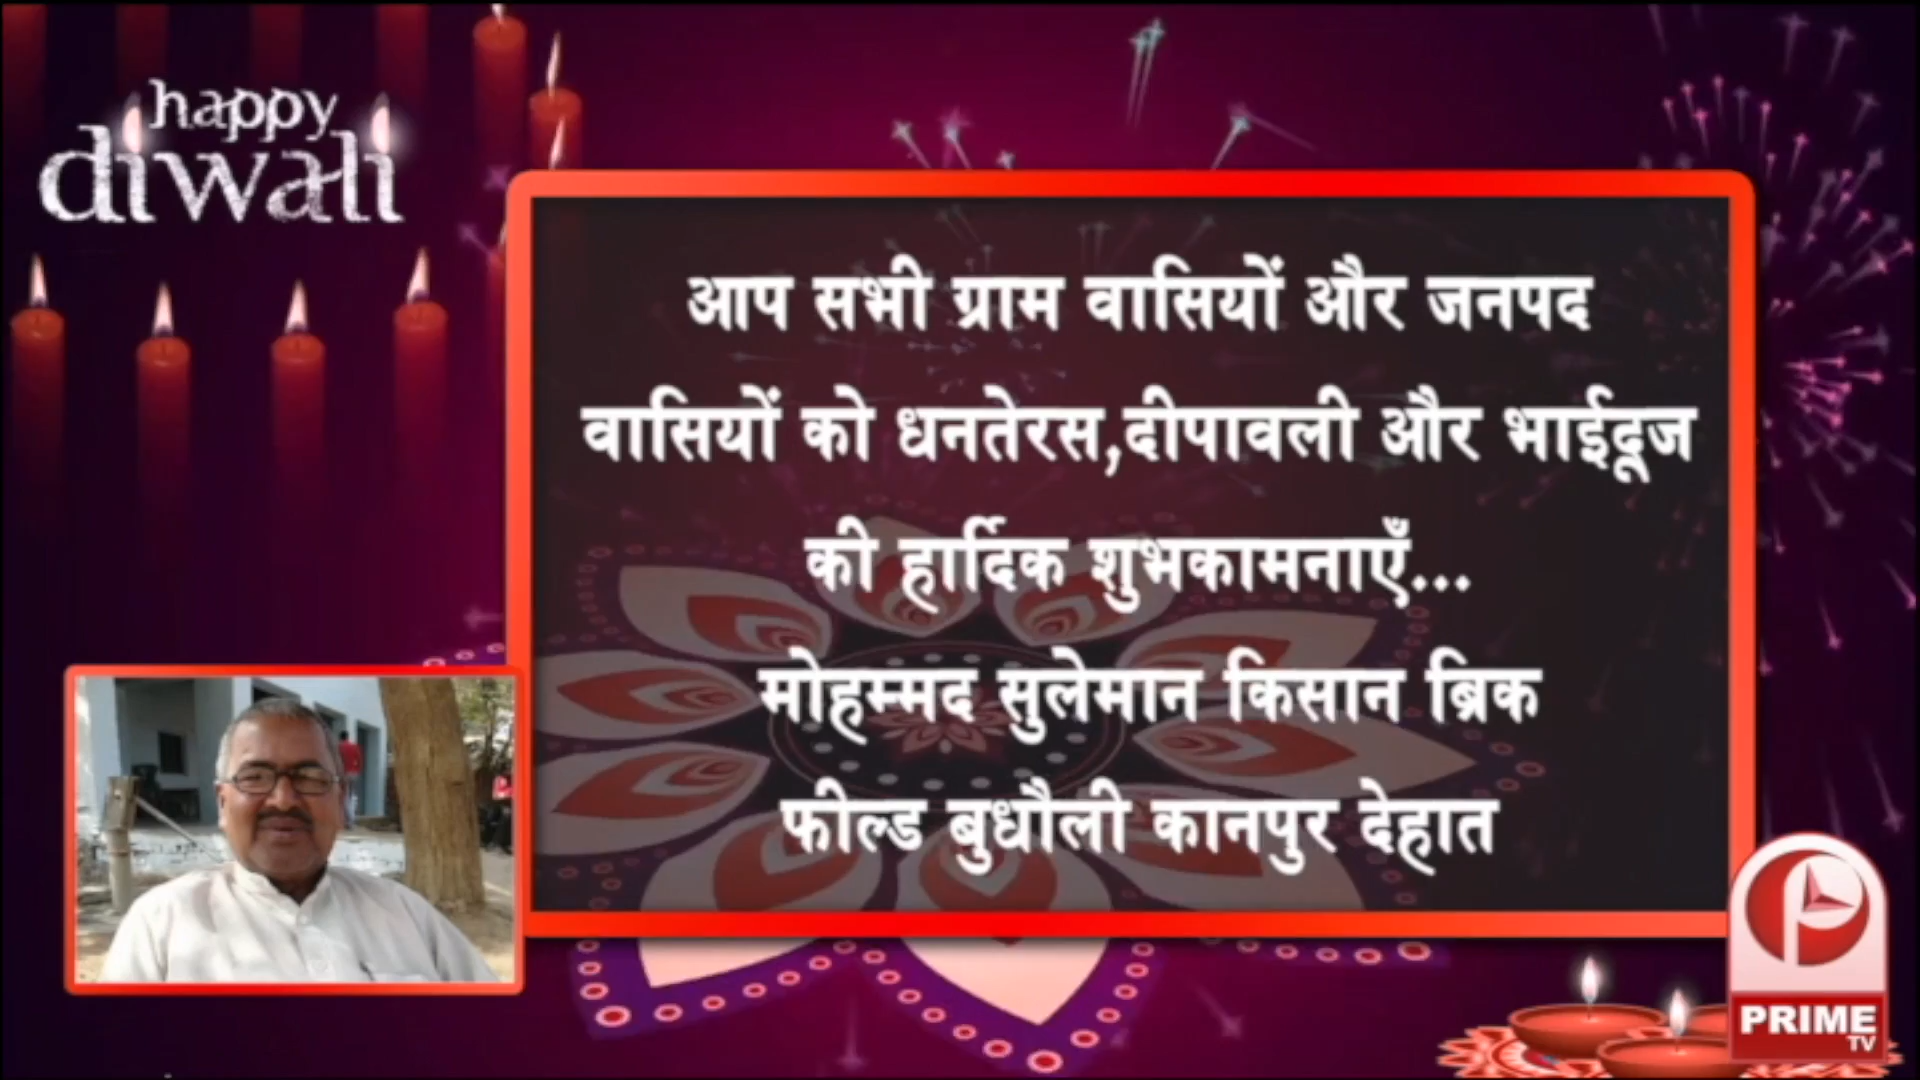 happy
diwali
आप सभी ग्राम वासियों और जनपद
वासियों को धनतेरस,दीपावली और भाईदूज
की हार्दिक शुभकामनाएँ...
मोहम्मद सुलेमान किसान ब्रिक
फील्ड बुधौली कानपुर देहात
PRIME
TV